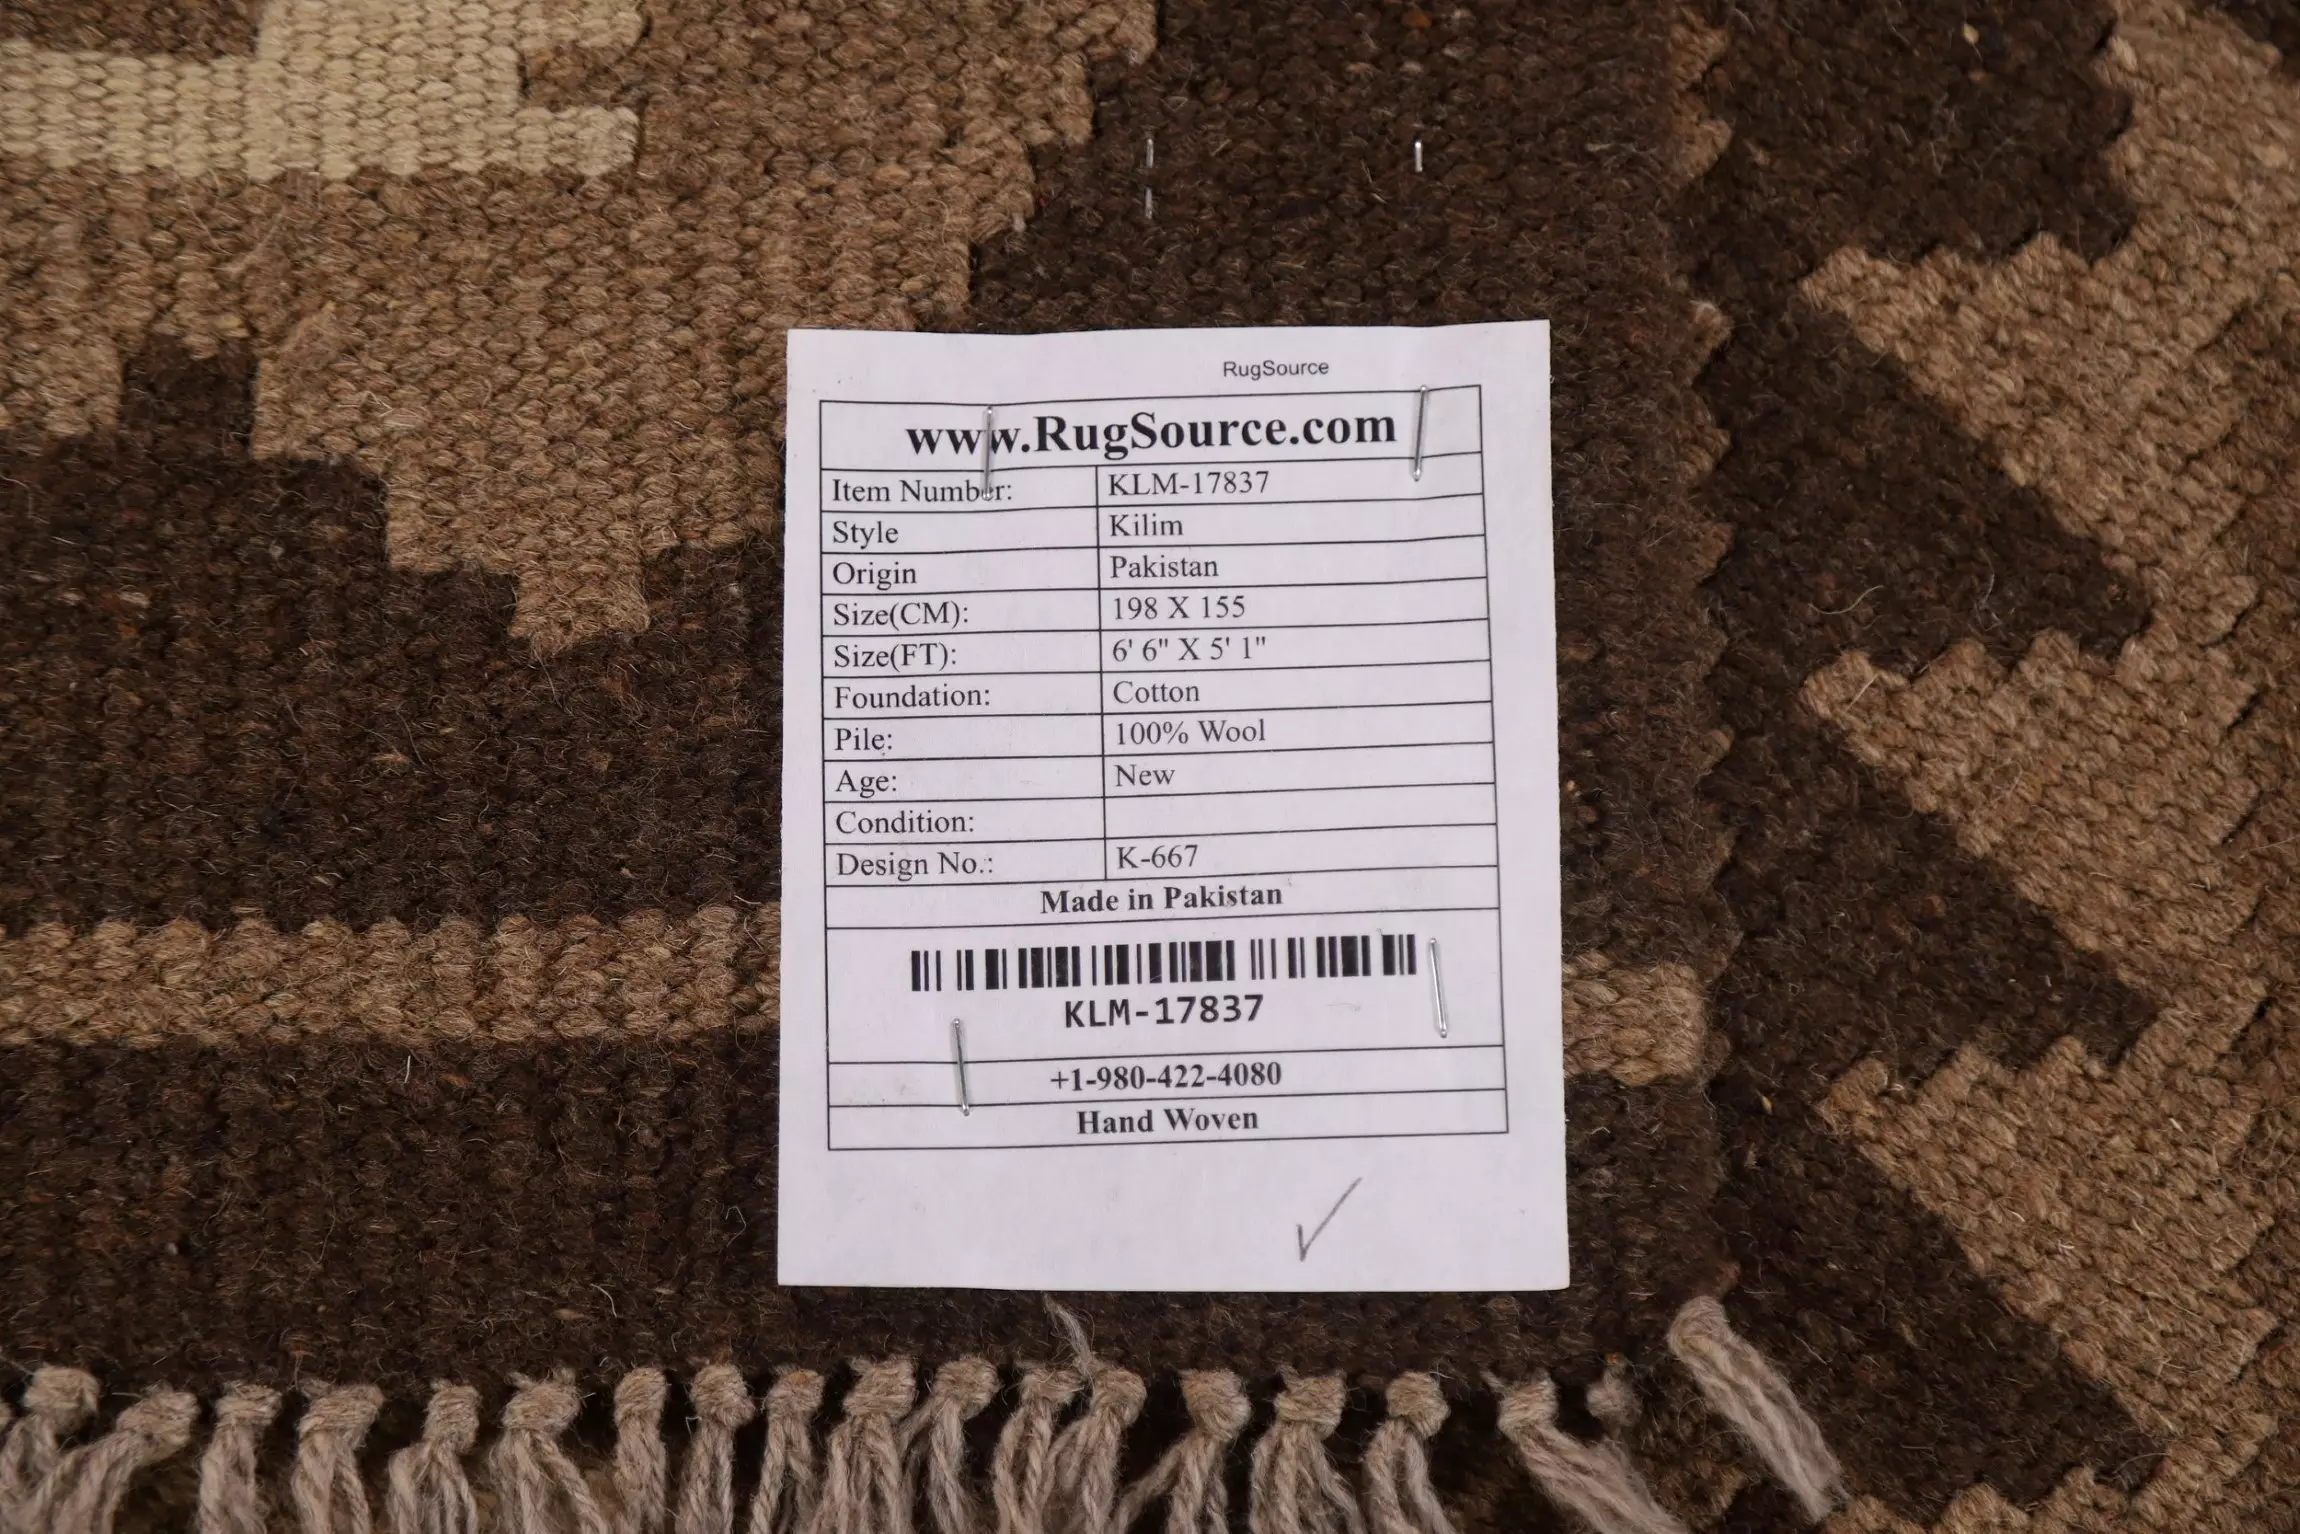 RugSource
www.RugSource.com
Item Number: KLM-17837
Style Kilim
Origin Pakistan
Size(CM): 198 X 155
Size(FT): 6' 6" X 5' 1"
Foundation: Cotton
Pile: 100% Wool
Age: New
Condition:
Design No.: K-667
Made in Pakistan
KLM-17837
+1-980-422-4080
Hand Woven